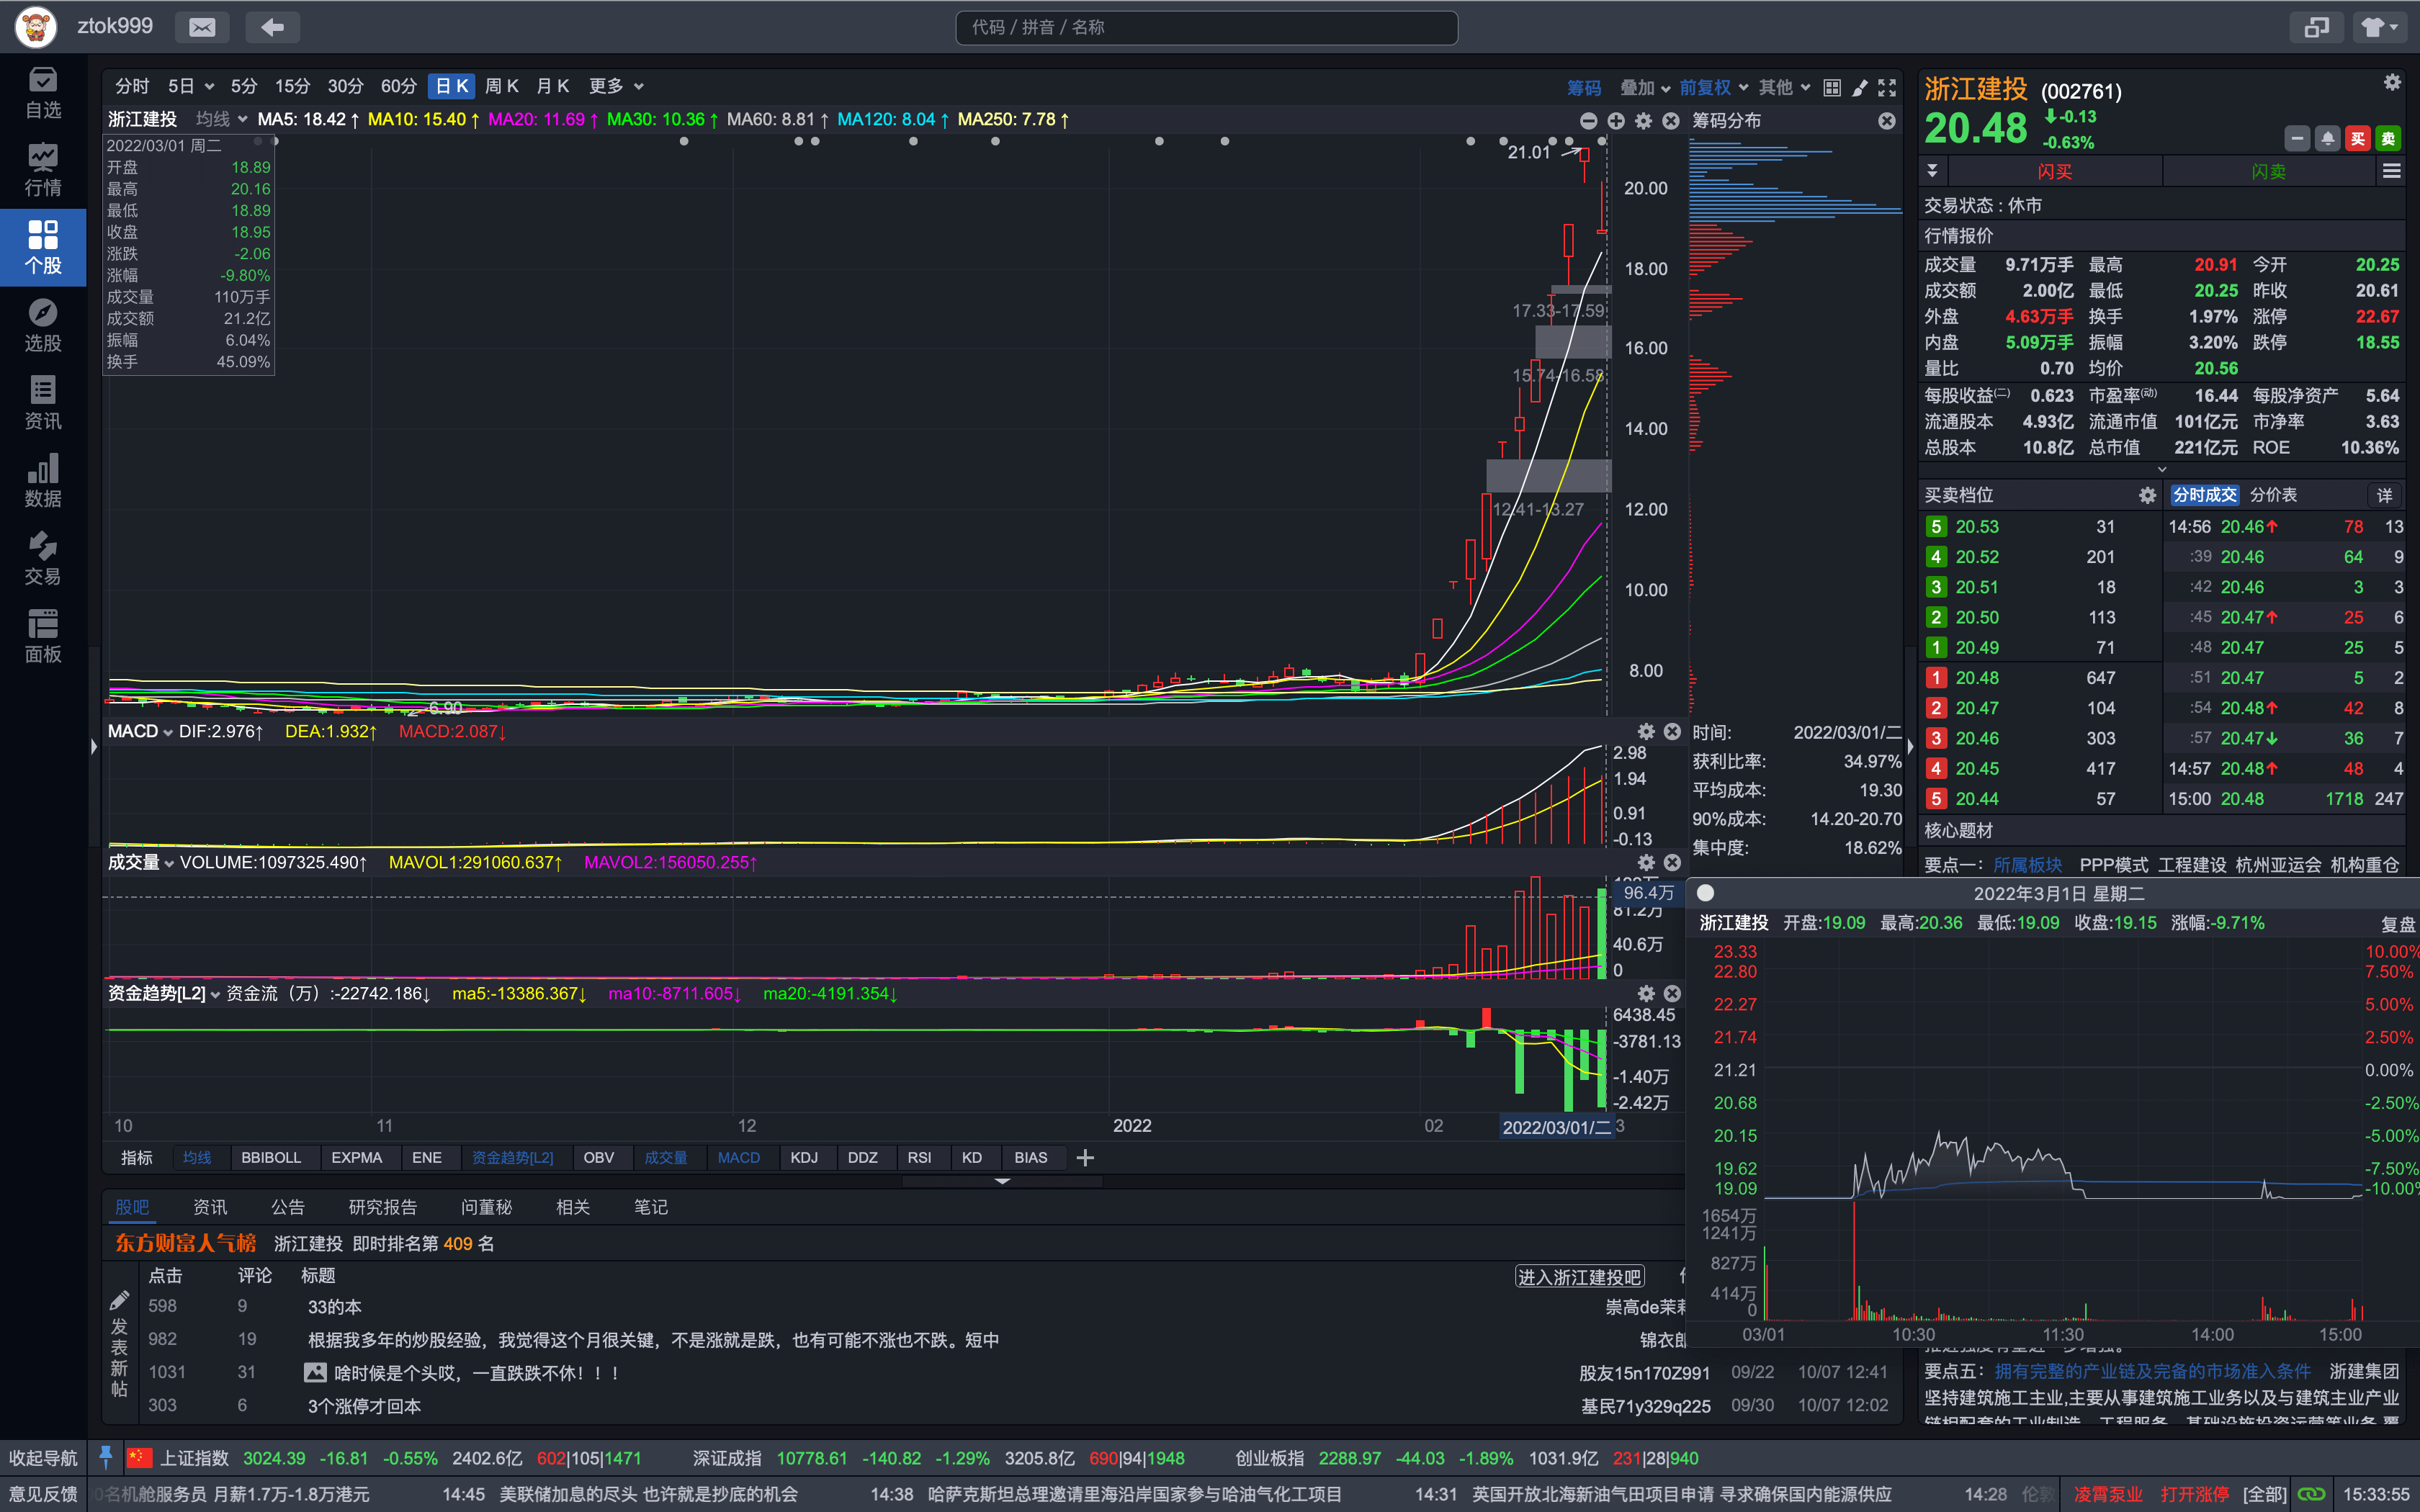 ztok999
代码 / 拼音 / 名称
自选
行情
个股
选股
资讯
数据
交易
面板
分时 5日 5分 15分 30分 60分 日K 周K 月K 更多
筹码 叠加 前复权 其他
浙江建投 均线 MA5: 18.42↑ MA10: 15.40↑ MA20: 11.69↑ MA30: 10.36↑ MA60: 8.81↑ MA120: 8.04↑ MA250: 7.78↑
筹码分布
2022/03/01 周二
开盘 18.89
最高 20.16
最低 18.89
收盘 18.95
涨跌 -2.06
涨幅 -9.80%
成交量 110万手
成交额 21.2亿
振幅 6.04%
换手 45.09%
21.01
17.33-17.59
15.74-16.58
12.41-13.27
6.90
20.00
18.00
16.00
14.00
12.00
10.00
8.00
MACD DIF:2.976↑ DEA:1.932↑ MACD:2.087↓
2.98
1.94
0.91
-0.13
时间: 2022/03/01/二
获利比率: 34.97%
平均成本: 19.30
90%成本: 14.20-20.70
集中度: 18.62%
成交量 VOLUME:1097325.490↑ MAVOL1:291060.637↑ MAVOL2:156050.255↑
96.4万
81.2万
40.6万
0
资金趋势[L2] 资金流（万）:-22742.186↓ ma5:-13386.367↓ ma10:-8711.605↓ ma20:-4191.354↓
6438.45
-3781.13
-1.40万
-2.42万
10 11 12 2022 02 2022/03/01/二 3
指标 均线 BBIBOLL EXPMA ENE 资金趋势[L2] OBV 成交量 MACD KDJ DDZ RSI KD BIAS
股吧 资讯 公告 研究报告 问董秘 相关 笔记
东方财富人气榜 浙江建投 即时排名第 409 名
点击 评论 标题
进入浙江建投吧
发表新帖
598 9 33的本
崇高de茉莉
982 19 根据我多年的炒股经验，我觉得这个月很关键，不是涨就是跌，也有可能不涨也不跌。短中
锦衣郎
1031 31 啥时候是个头哎，一直跌跌不休！！！ 股友15n170Z991 09/22 10/07 12:41
303 6 3个涨停才回本 基民71y329q225 09/30 10/07 12:02
浙江建投 (002761)
20.48 -0.13
-0.63%
买 卖
闪买 闪卖
交易状态 : 休市
行情报价
成交量 9.71万手 最高 20.91 今开 20.25
成交额 2.00亿 最低 20.25 昨收 20.61
外盘 4.63万手 换手 1.97% 涨停 22.67
内盘 5.09万手 振幅 3.20% 跌停 18.55
量比 0.70 均价 20.56
每股收益(二) 0.623 市盈率(动) 16.44 每股净资产 5.64
流通股本 4.93亿 流通市值 101亿元 市净率 3.63
总股本 10.8亿 总市值 221亿元 ROE 10.36%
买卖档位 分时成交 分价表 详
5 20.53 31 14:56 20.46↑ 78 13
4 20.52 201 :39 20.46 64 9
3 20.51 18 :42 20.46 3 3
2 20.50 113 :45 20.47↑ 25 6
1 20.49 71 :48 20.47 25 5
1 20.48 647 :51 20.47 5 2
2 20.47 104 :54 20.48↑ 42 8
3 20.46 303 :57 20.47↓ 36 7
4 20.45 417 14:57 20.48↑ 48 4
5 20.44 57 15:00 20.48 1718 247
核心题材
要点一: 所属板块 PPP模式 工程建设 杭州亚运会 机构重仓
2022年3月1日 星期二
浙江建投 开盘:19.09 最高:20.36 最低:19.09 收盘:19.15 涨幅:-9.71% 复盘
23.33 10.00%
22.80 7.50%
22.27 5.00%
21.74 2.50%
21.21 0.00%
20.68 -2.50%
20.15 -5.00%
19.62 -7.50%
19.09 -10.00%
1654万
1241万
827万
414万
0
03/01 10:30 11:30 14:00 15:00
要点五: 拥有完整的产业链及完备的市场准入条件 浙建集团
坚持建筑施工主业,主要从事建筑施工业务以及与建筑主业产业
收起导航 上证指数 3024.39 -16.81 -0.55% 2402.6亿 602|105|1471 深证成指 10778.61 -140.82 -1.29% 3205.8亿 690|94|1948 创业板指 2288.97 -44.03 -1.89% 1031.9亿 231|28|940
意见反馈 0名机舱服务员 月薪1.7万-1.8万港元 14:45 美联储加息的尽头 也许就是抄底的机会 14:38 哈萨克斯坦总理邀请里海沿岸国家参与哈油气化工项目 14:31 英国开放北海新油气田项目申请 寻求确保国内能源供应 14:28 伦敦 凌霄泵业 打开涨停 [全部] 15:33:55